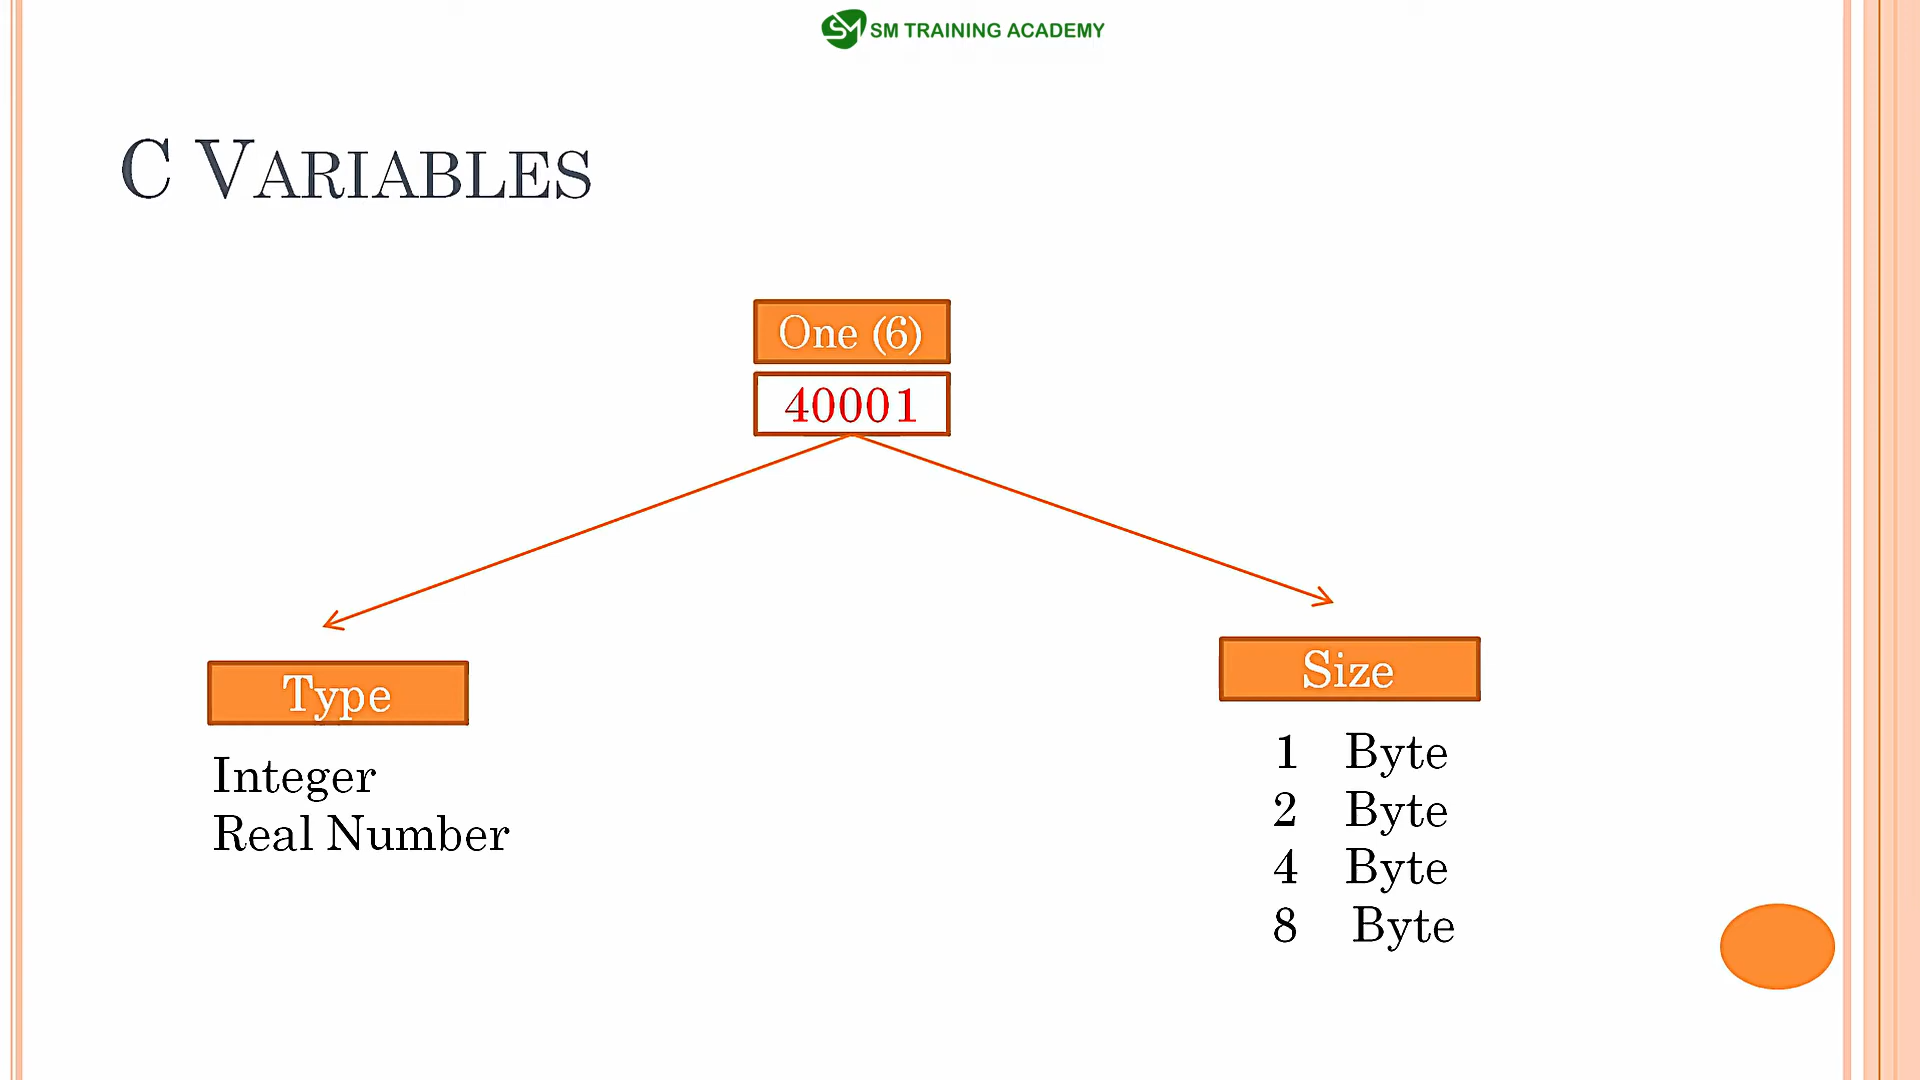 SM TRAINING ACADEMY
C VARIABLES
One (6)
40001
Type
Integer
Real Number
Size
1 Byte
2 Byte
4 Byte
8 Byte